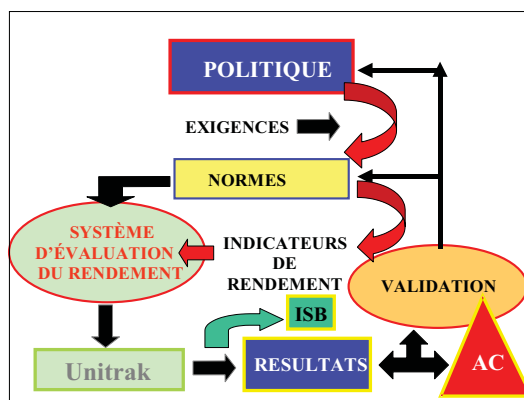 POLITIQUE
EXIGENCES
NORMES
SYSTÈME
D'ÉVALUATION
DU RENDEMENT
INDICATEURS
DE
RENDEMENT
VALIDATION
ISB
Unitrak
RESULTATS
AC